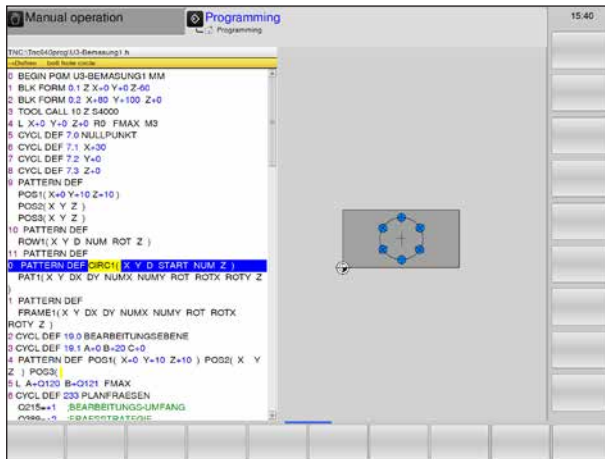 Manual operation
Programming
Programming
15:40
TNC:\Tnc640prog\U3-Bemasung1.h
bolt hole circle
0 BEGIN PGM U3-BEMASUNG1 MM
1 BLK FORM 0.1 Z X+0 Y+0 Z-60
2 BLK FORM 0.2 X+80 Y+100 Z+0
3 TOOL CALL 10 Z S4000
4 L X+0 Y+0 Z+0 R0 FMAX M3
5 CYCL DEF 7.0 NULLPUNKT
6 CYCL DEF 7.1 X+30
7 CYCL DEF 7.2 Y+0
8 CYCL DEF 7.3 Z+0
9 PATTERN DEF
POS1( X+0 Y+10 Z+10 )
POS2( X Y Z )
POS3( X Y Z )
10 PATTERN DEF
ROW1( X Y D NUM ROT Z )
11 PATTERN DEF
0 PATTERN DEF CIRC1( X Y D START NUM Z )
PAT1( X Y DX DY NUMX NUMY ROT ROTX ROTY Z
)
1 PATTERN DEF
FRAME1( X Y DX DY NUMX NUMY ROT ROTX
ROTY Z )
2 CYCL DEF 19.0 BEARBEITUNGSEBENE
3 CYCL DEF 19.1 A+0 B+20 C+0
4 PATTERN DEF POS1( X+0 Y+10 Z+10 ) POS2( X Y
Z ) POS3(
5 L A+Q120 B+Q121 FMAX
6 CYCL DEF 233 PLANFRAESEN
Q215=+1 ;BEARBEITUNGS-UMFANG
Q389=+2 ;FRAESSTRATEGIE